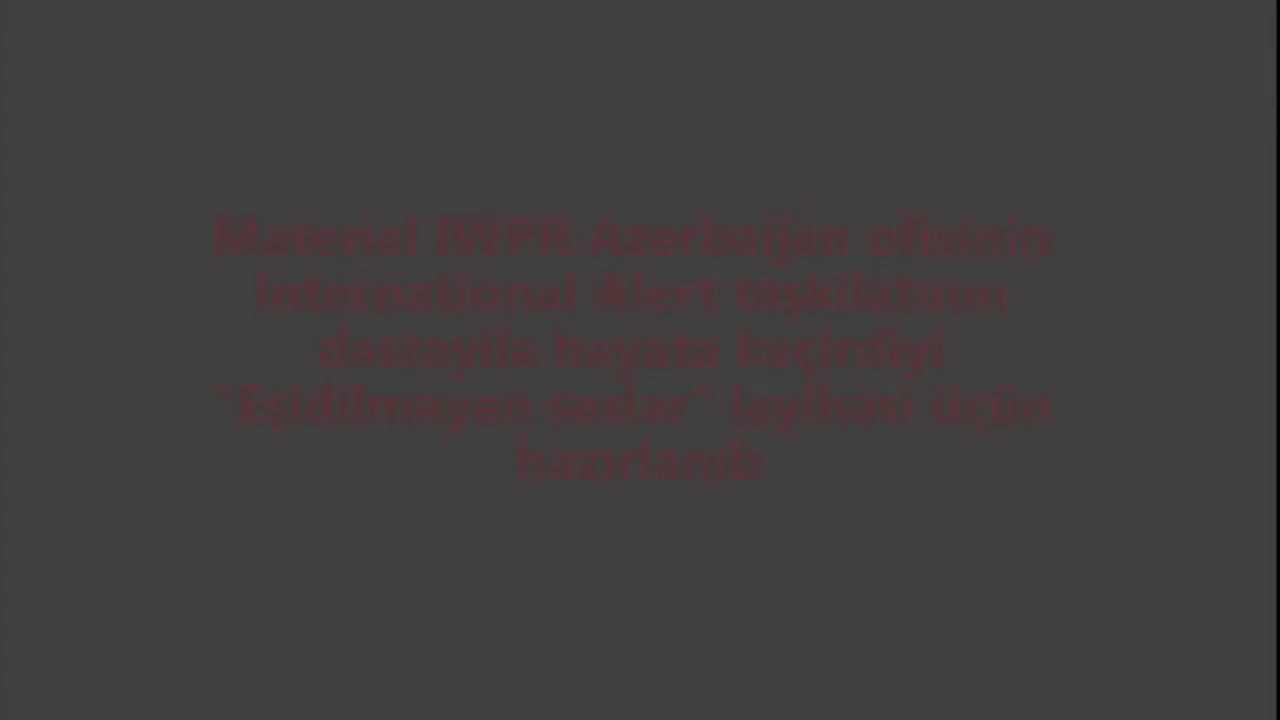 Material IWPR Azerbaijan ofisinin
International Alert təşkilatının
dəstəyilə həyata keçirdiyi
"Eşidilməyən səslər" layihəsi üçün
hazırlanıb